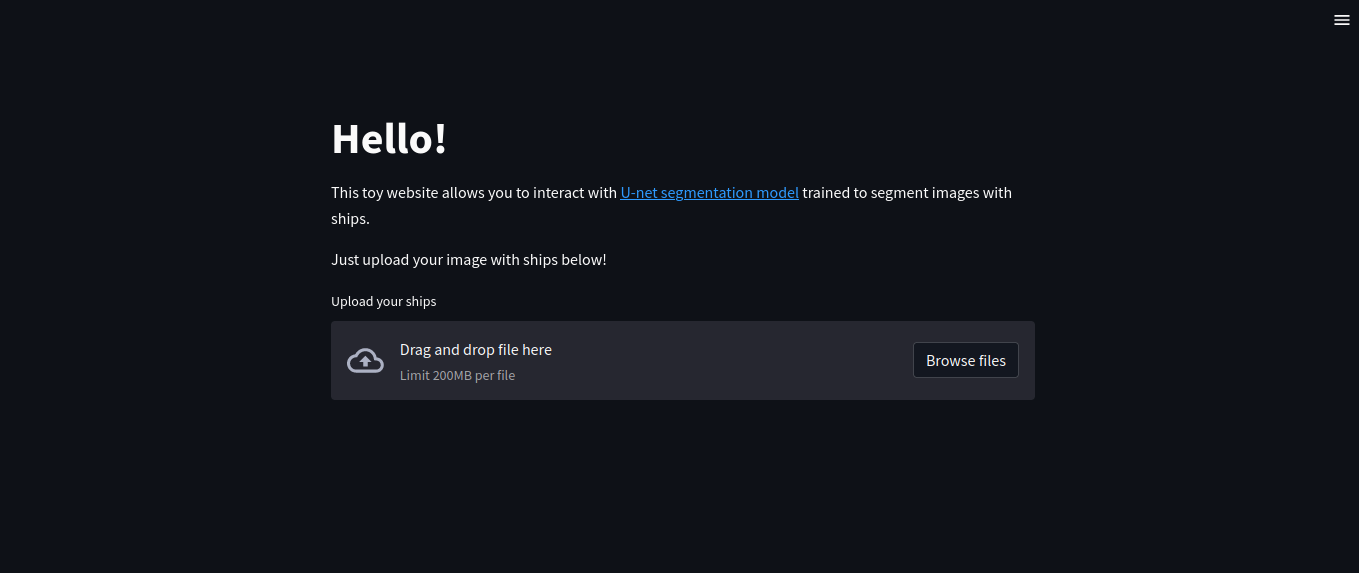 Hello!
This toy website allows you to interact with U-net segmentation model trained to segment images with
ships.
Just upload your image with ships below!
Upload your ships
Drag and drop file here
Limit 200MB per file
Browse files